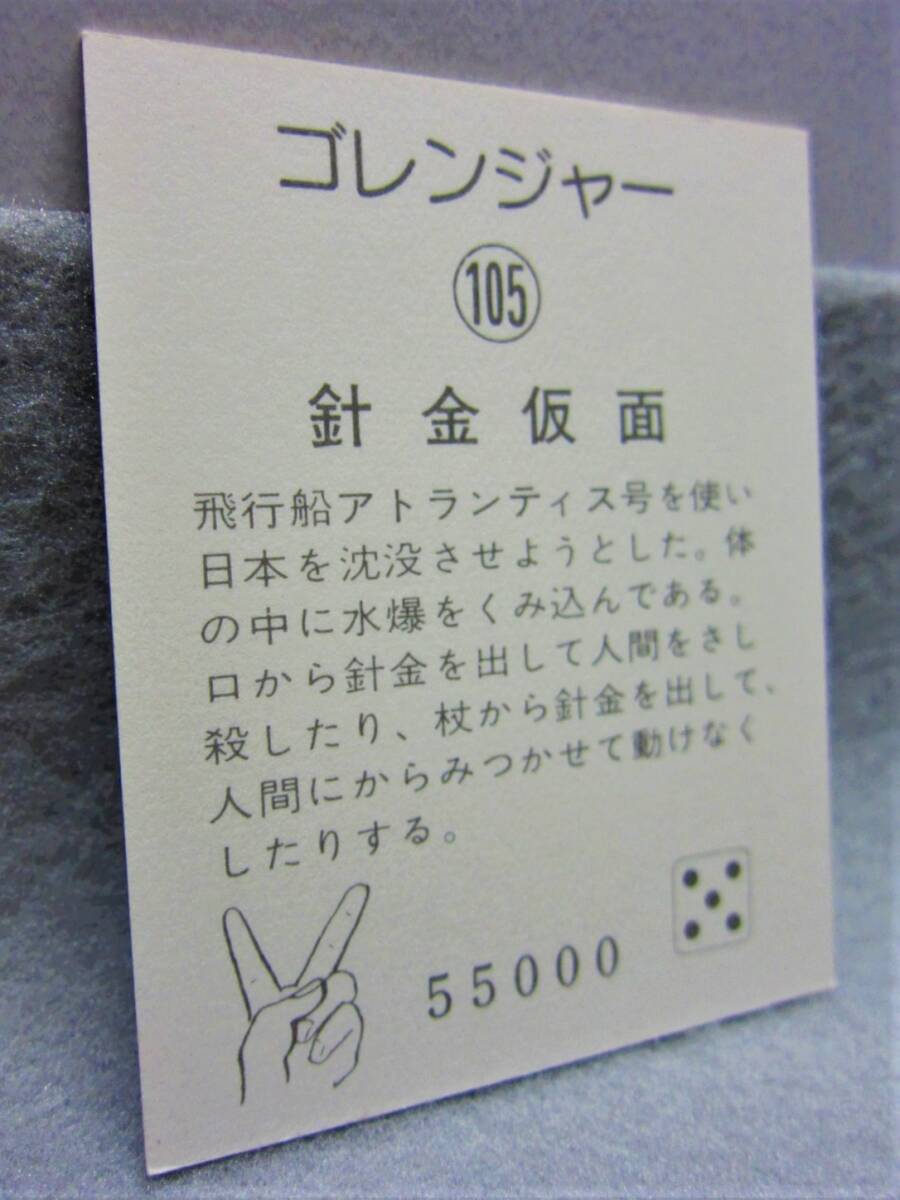 ゴレンジャー
105
針金仮面
飛行船アトランティス号を使い
日本を沈没させようとした。体
の中に水爆をくみ込んである。
口から針金を出して人間をさし
殺したり、杖から針金を出して、
人間にからみつかせて動けなく
したりする。
55000